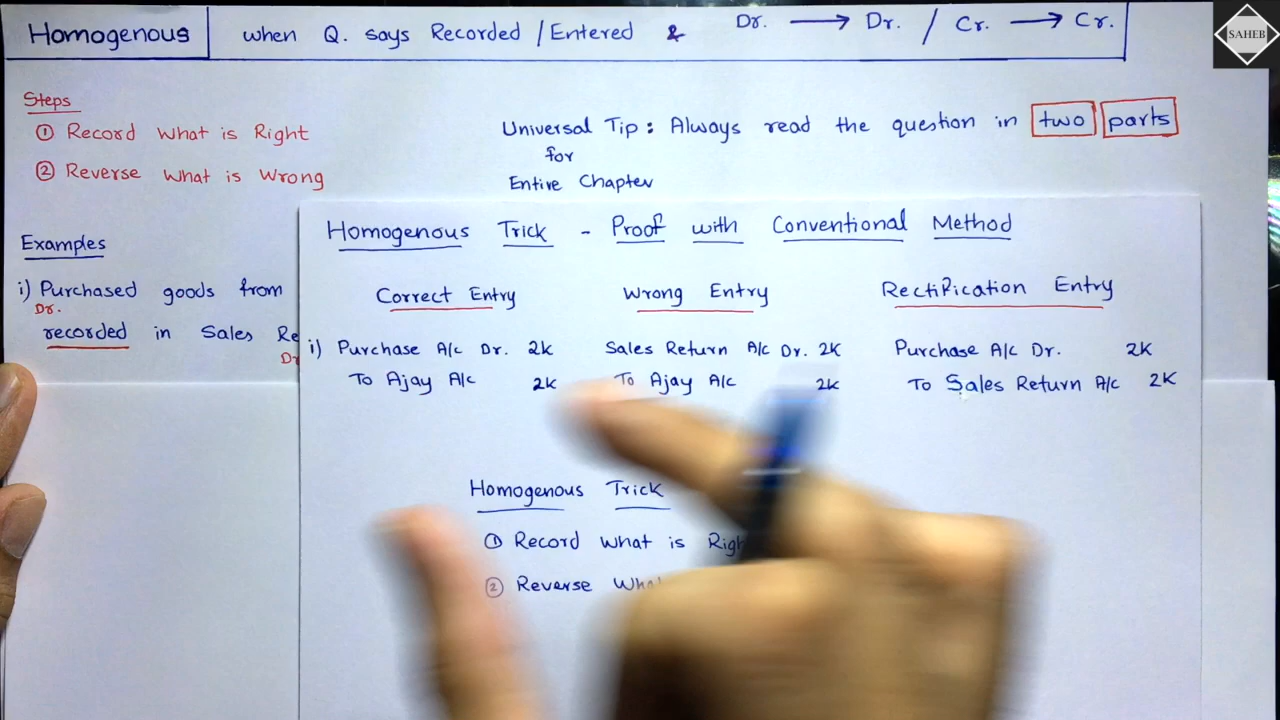 Homogenous when Q. says Recorded / Entered & Dr. → Dr. / Cr. → Cr.
SAHEB
Steps
① Record What is Right
② Reverse What is Wrong
Universal Tip : Always read the question in two parts
for
Entire Chapter
Examples
i) Purchased goods from
Dr.
recorded in Sales
Homogenous Trick - Proof with Conventional Method
Correct Entry Wrong Entry Rectification Entry
i) Purchase A/c Dr. 2K Sales Return A/c Dr. 2K Purchase A/c Dr. 2K
To Ajay A/c 2K To Ajay A/c 2K To Sales Return A/c 2K
Homogenous Trick
① Record What is
② Reverse